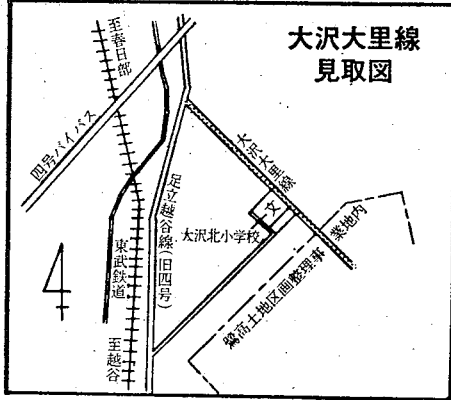 大沢大里線
見取図
至春日部
四号バイパス
足立越谷線(旧四号)
大沢大里線
文
大沢北小学校
東武鉄道
至越谷
鷺高土地区画整理事業地内